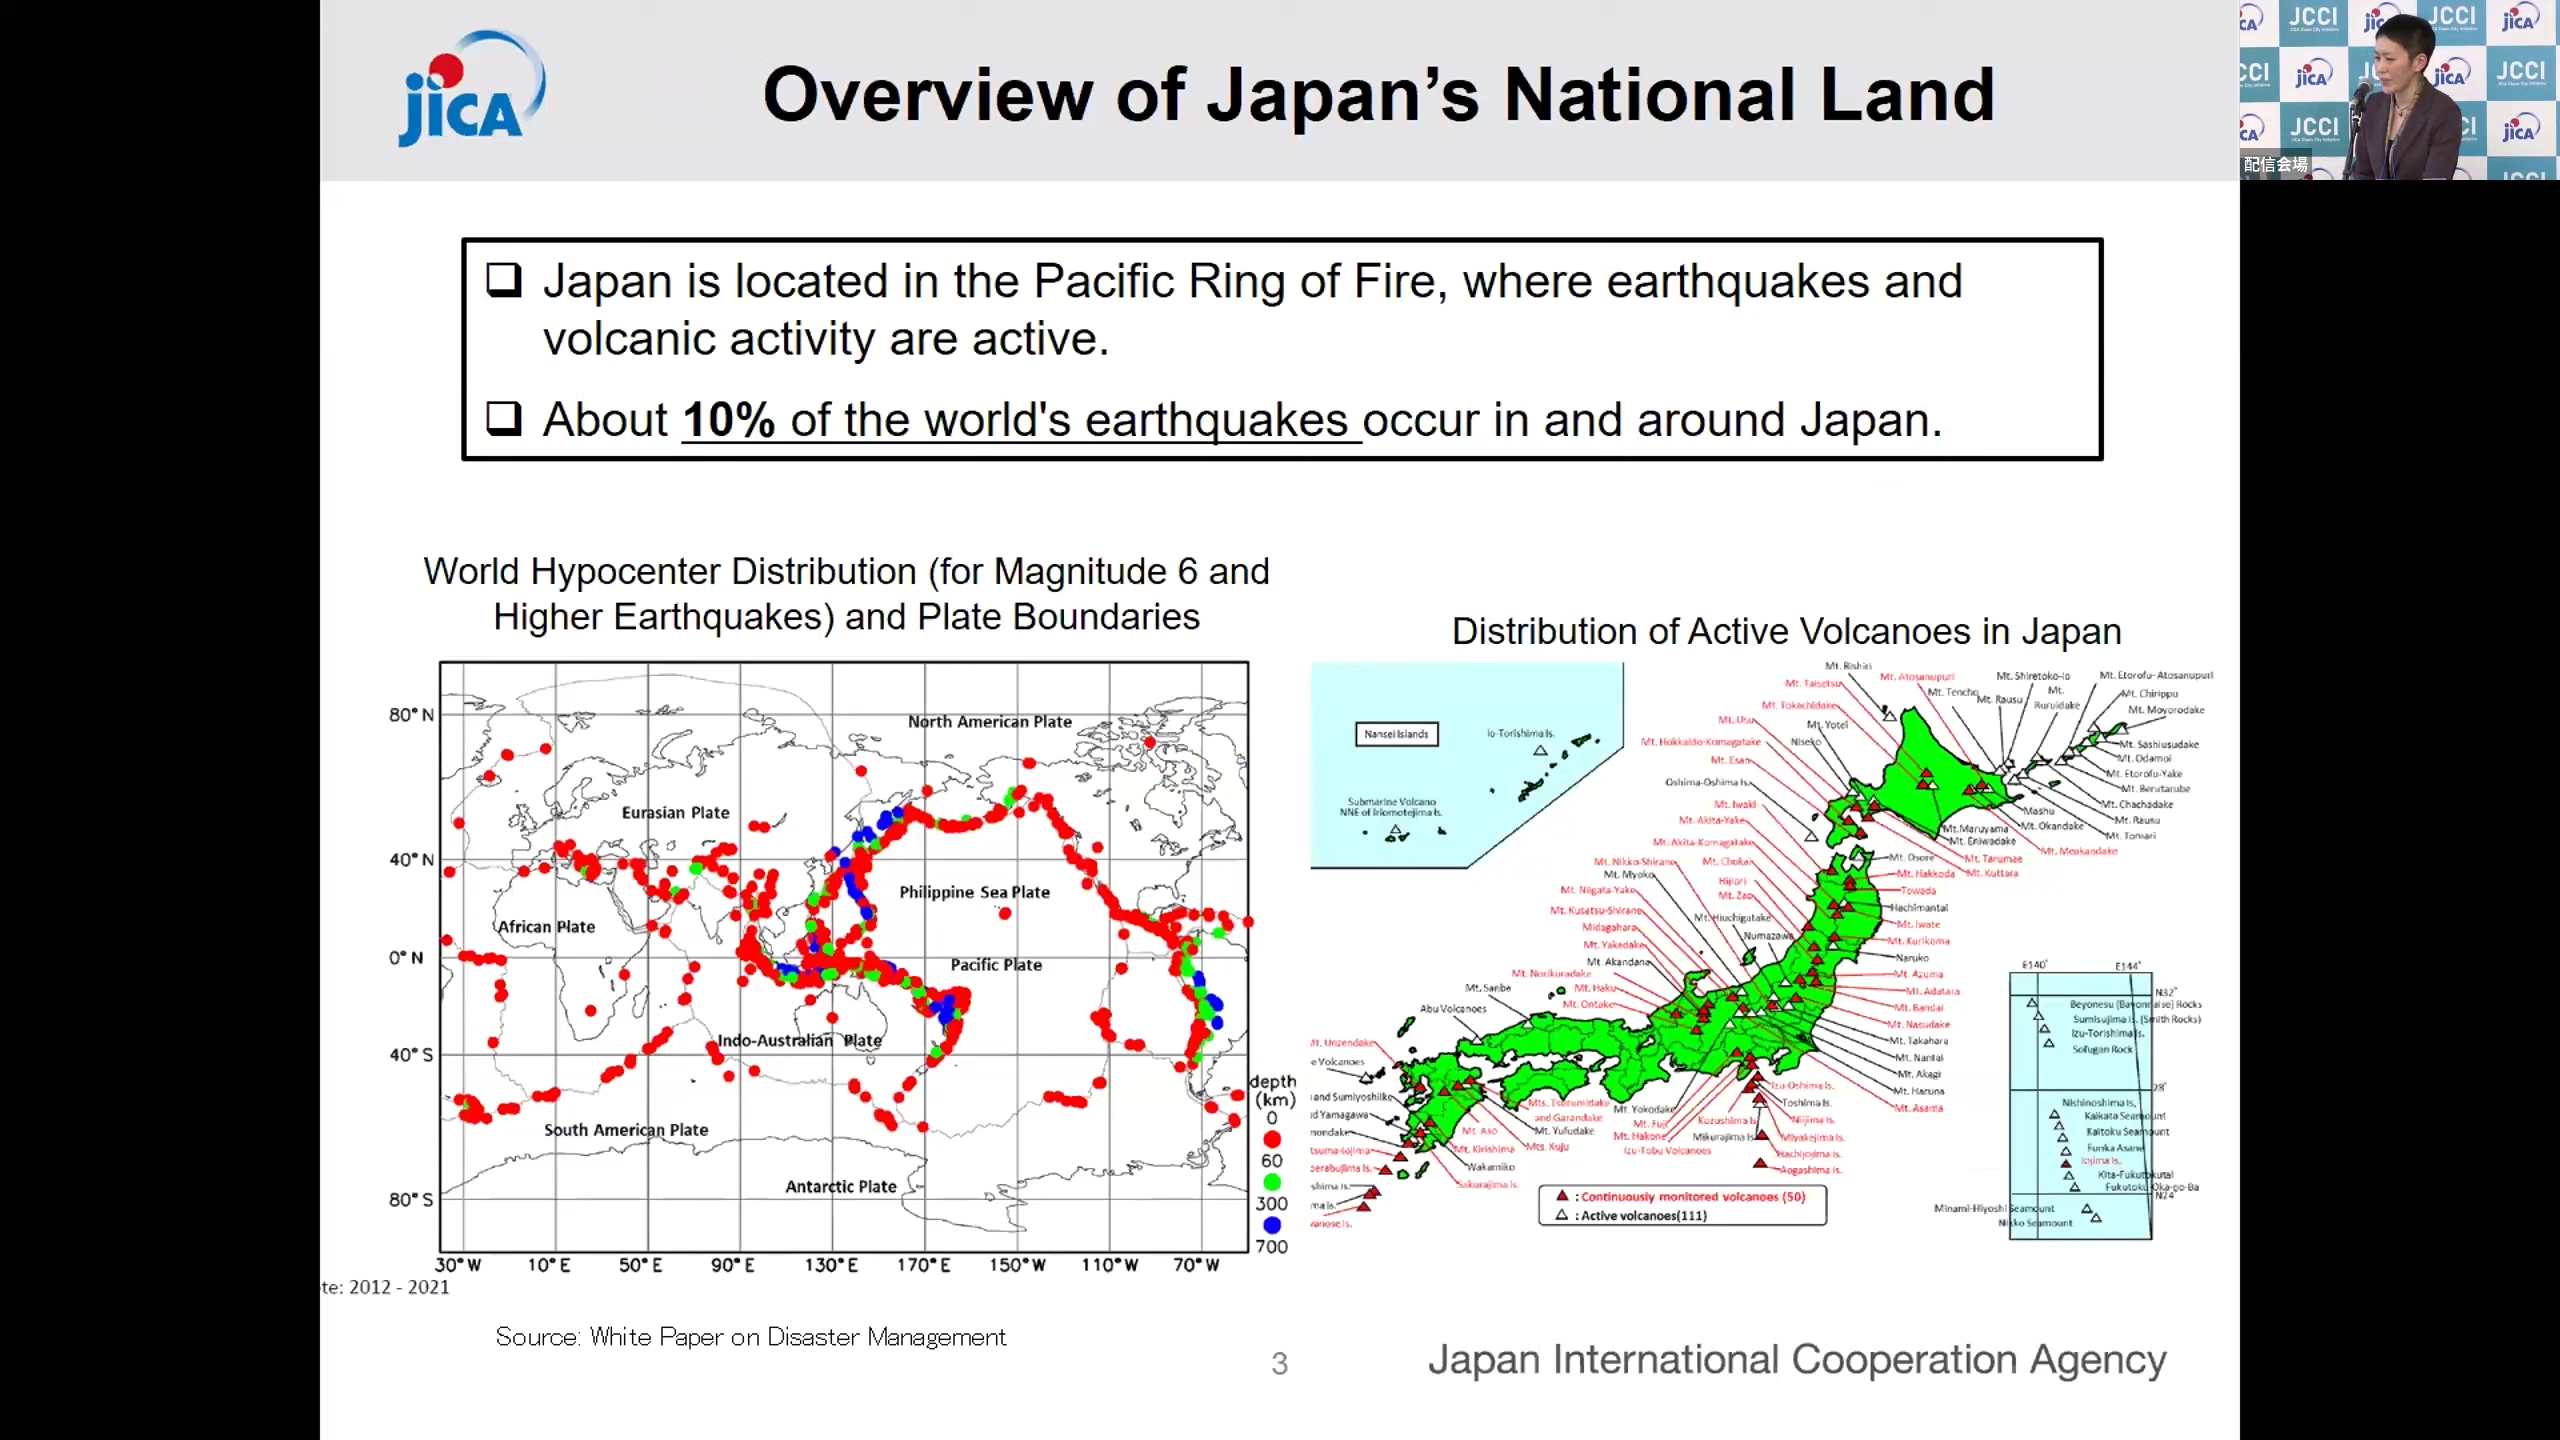 JICA
Overview of Japan’s National Land
JCCI
JICA
JCCI
JICA
JCCI
JICA
配信会場
Japan is located in the Pacific Ring of Fire, where earthquakes and
volcanic activity are active.
About 10% of the world's earthquakes occur in and around Japan.
World Hypocenter Distribution (for Magnitude 6 and
Higher Earthquakes) and Plate Boundaries
80° N
40° N
0° N
40° S
80° S
North American Plate
Eurasian Plate
Philippine Sea Plate
African Plate
Pacific Plate
Indo-Australian Plate
South American Plate
Antarctic Plate
30° W 10° E 50° E 90° E 130° E 170° E 150° W 110° W 70° W
depth
(km)
0
60
300
700
te: 2012 - 2021
Source: White Paper on Disaster Management
Distribution of Active Volcanoes in Japan
Nansei Islands
Io-Torishima Is.
Submarine Volcano
NNE of Iriomotejima Is.
Mt. Rishiri
Mt. Taisetsu
Mt. Tokachidake
Mt. Usu
Mt. Yotei
Niseko
Mt. Hokkaido-Komagatake
Mt. Esan
Oshima-Oshima Is.
Mt. Iwaki
Mt. Akita-Yake
Mt. Akita-Komagatake
Mt. Nikko-Shirane
Mt. Chokai
Mt. Myoko
Hijiori
Mt. Niigata-Yake
Mt. Zao
Mt. Kusatsu-Shirane
Mt. Hiuchigatake
Midagahara
Numazawa
Mt. Yakedake
Mt. Akandana
Mt. Norikuradake
Mt. Haku
Mt. Ontake
Mt. Sanbe
Abu Volcanoes
Mt. Atosanupuri
Mt. Tencho
Mt. Shiretoko-Io
Mt. Rausu
Mt.
Ruruidake
Mt. Etorofu-Atosanupuri
Mt. Chirippu
Mt. Moyorodake
Mt. Sashiusudake
Mt. Odamoi
Mt. Etorofu-Yake
Mt. Berutarube
Mt. Chachadake
Mt. Rausu
Mt. Tomari
Mashu
Mt. Okandake
Mt. Maruyama
Mt. Eniwadake
Mt. Meakandake
Mt. Tarumae
Mt. Kuttara
Mt. Osore
Mt. Hakkoda
Towada
Hachimantai
Mt. Iwate
Mt. Kurikoma
Naruko
Mt. Azuma
Mt. Adatara
Mt. Bandai
Mt. Nasudake
Mt. Takahara
Mt. Nantai
Mt. Akagi
Mt. Haruna
Mt. Asama
Mt. Unzendake
e Volcanoes
and Sumiyoshiike
d Yamagawa
Mts. Tsurumidake
and Garandake
Mt. Yufudake
Mt. Aso
Mts. Kuju
Mt. Kirishima
Wakamiko
Sakurajima Is.
Mt. Yokodake
Mt. Fuji
Mt. Hakone
Izu-Tobu Volcanoes
Izu-Oshima Is.
Toshima Is.
Niijima Is.
Kozushima Is.
Mikurajima Is.
Miyakejima Is.
Hachijojima Is.
Aogashima Is.
E140° E144°
N32°
Beyonesu (Bayonnaise) Rocks
Sumisujima Is. (Smith Rocks)
Izu-Torishima Is.
Sofugan Rock
28°
Nishinoshima Is.
Kaikata Seamount
Kaitoku Seamount
Funka Asane
Iojima Is.
Kita-Fukutokutai
Fukutoku-Oka-no-Ba
N24°
Minami-Hiyoshi Seamount
Nikko Seamount
: Continuously monitored volcanoes (50)
: Active volcanoes(111)
3
Japan International Cooperation Agency